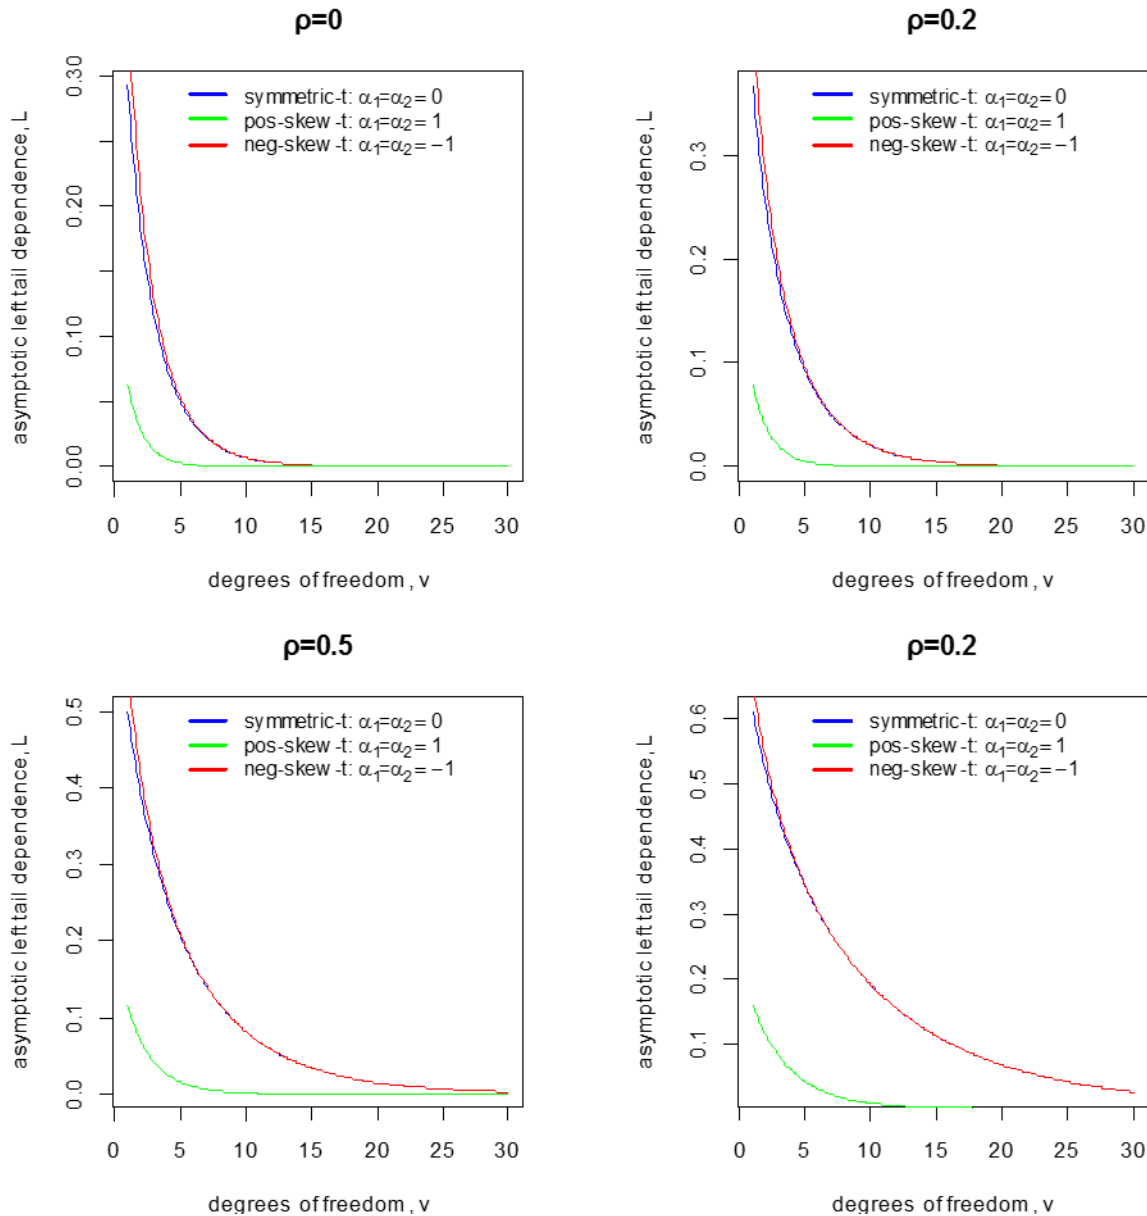 ρ=0
asymptotic left tail dependence, L
0.00 0.10 0.20 0.30
symmetric-t: α₁=α₂= 0
pos-skew-t: α₁=α₂= 1
neg-skew-t: α₁=α₂= −1
0 5 10 15 20 25 30
degrees of freedom , v
ρ=0.2
asymptotic left tail dependence, L
0.0 0.1 0.2 0.3
symmetric-t: α₁=α₂= 0
pos-skew-t: α₁=α₂= 1
neg-skew-t: α₁=α₂= −1
0 5 10 15 20 25 30
degrees of freedom , v
ρ=0.5
asymptotic left tail dependence, L
0.0 0.1 0.2 0.3 0.4 0.5
symmetric-t: α₁=α₂= 0
pos-skew-t: α₁=α₂= 1
neg-skew-t: α₁=α₂= −1
0 5 10 15 20 25 30
degrees of freedom , v
ρ=0.2
asymptotic left tail dependence, L
0.1 0.2 0.3 0.4 0.5 0.6
symmetric-t: α₁=α₂= 0
pos-skew-t: α₁=α₂= 1
neg-skew-t: α₁=α₂= −1
0 5 10 15 20 25 30
degrees of freedom , v